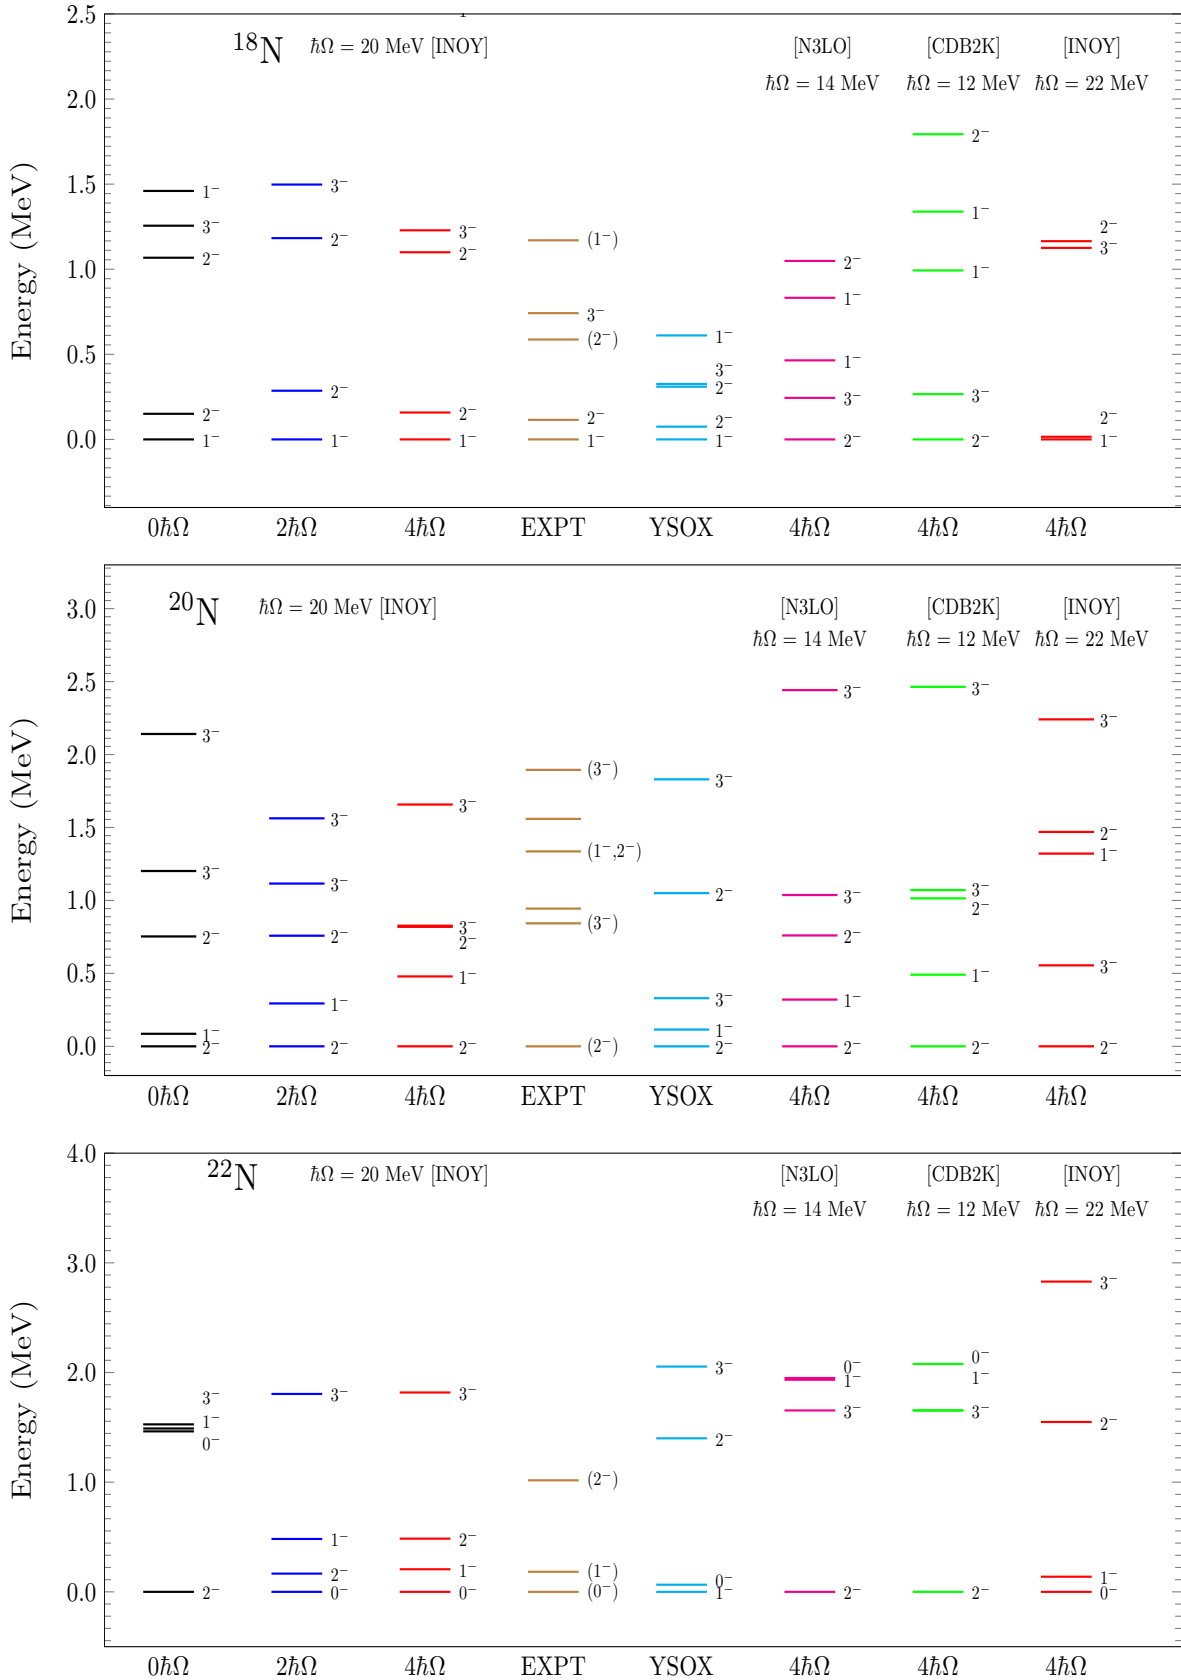 2.5
¹⁸N ℏΩ = 20 MeV [INOY] [N3LO] [CDB2K] [INOY]
ℏΩ = 14 MeV ℏΩ = 12 MeV ℏΩ = 22 MeV
2.0
1.5
1.0
0.5
0.0
Energy (MeV)
1⁻ 3⁻ 2⁻ 2⁻ 1⁻
3⁻ 2⁻ 2⁻ 1⁻
3⁻ 2⁻ 2⁻ 1⁻
(1⁻) 3⁻ (2⁻) 2⁻ 1⁻
1⁻ 3⁻ 2⁻ 2⁻ 1⁻
2⁻ 1⁻ 1⁻ 3⁻ 2⁻
2⁻ 1⁻ 1⁻ 3⁻ 2⁻
2⁻ 3⁻ 2⁻ 1⁻
0ℏΩ 2ℏΩ 4ℏΩ EXPT YSOX 4ℏΩ 4ℏΩ 4ℏΩ
²⁰N ℏΩ = 20 MeV [INOY] [N3LO] [CDB2K] [INOY]
ℏΩ = 14 MeV ℏΩ = 12 MeV ℏΩ = 22 MeV
3.0
2.5
2.0
1.5
1.0
0.5
0.0
Energy (MeV)
3⁻ 3⁻ 2⁻ 1⁻ 2⁻
3⁻ 3⁻ 2⁻ 1⁻ 2⁻
3⁻ 3⁻ 2⁻ 1⁻ 2⁻
(3⁻) (1⁻,2⁻) (3⁻) (2⁻)
3⁻ 2⁻ 3⁻ 1⁻ 2⁻
3⁻ 3⁻ 2⁻ 1⁻ 2⁻
3⁻ 3⁻ 2⁻ 1⁻ 2⁻
3⁻ 2⁻ 1⁻ 3⁻ 2⁻
0ℏΩ 2ℏΩ 4ℏΩ EXPT YSOX 4ℏΩ 4ℏΩ 4ℏΩ
4.0
²²N ℏΩ = 20 MeV [INOY] [N3LO] [CDB2K] [INOY]
ℏΩ = 14 MeV ℏΩ = 12 MeV ℏΩ = 22 MeV
3.0
2.0
1.0
0.0
Energy (MeV)
3⁻ 1⁻ 0⁻ 2⁻
3⁻ 1⁻ 2⁻ 0⁻
3⁻ 2⁻ 1⁻ 0⁻
(2⁻) (1⁻) (0⁻)
3⁻ 2⁻ 0⁻ 1⁻
0⁻ 1⁻ 3⁻ 2⁻
0⁻ 1⁻ 3⁻ 2⁻
3⁻ 2⁻ 1⁻ 0⁻
0ℏΩ 2ℏΩ 4ℏΩ EXPT YSOX 4ℏΩ 4ℏΩ 4ℏΩ